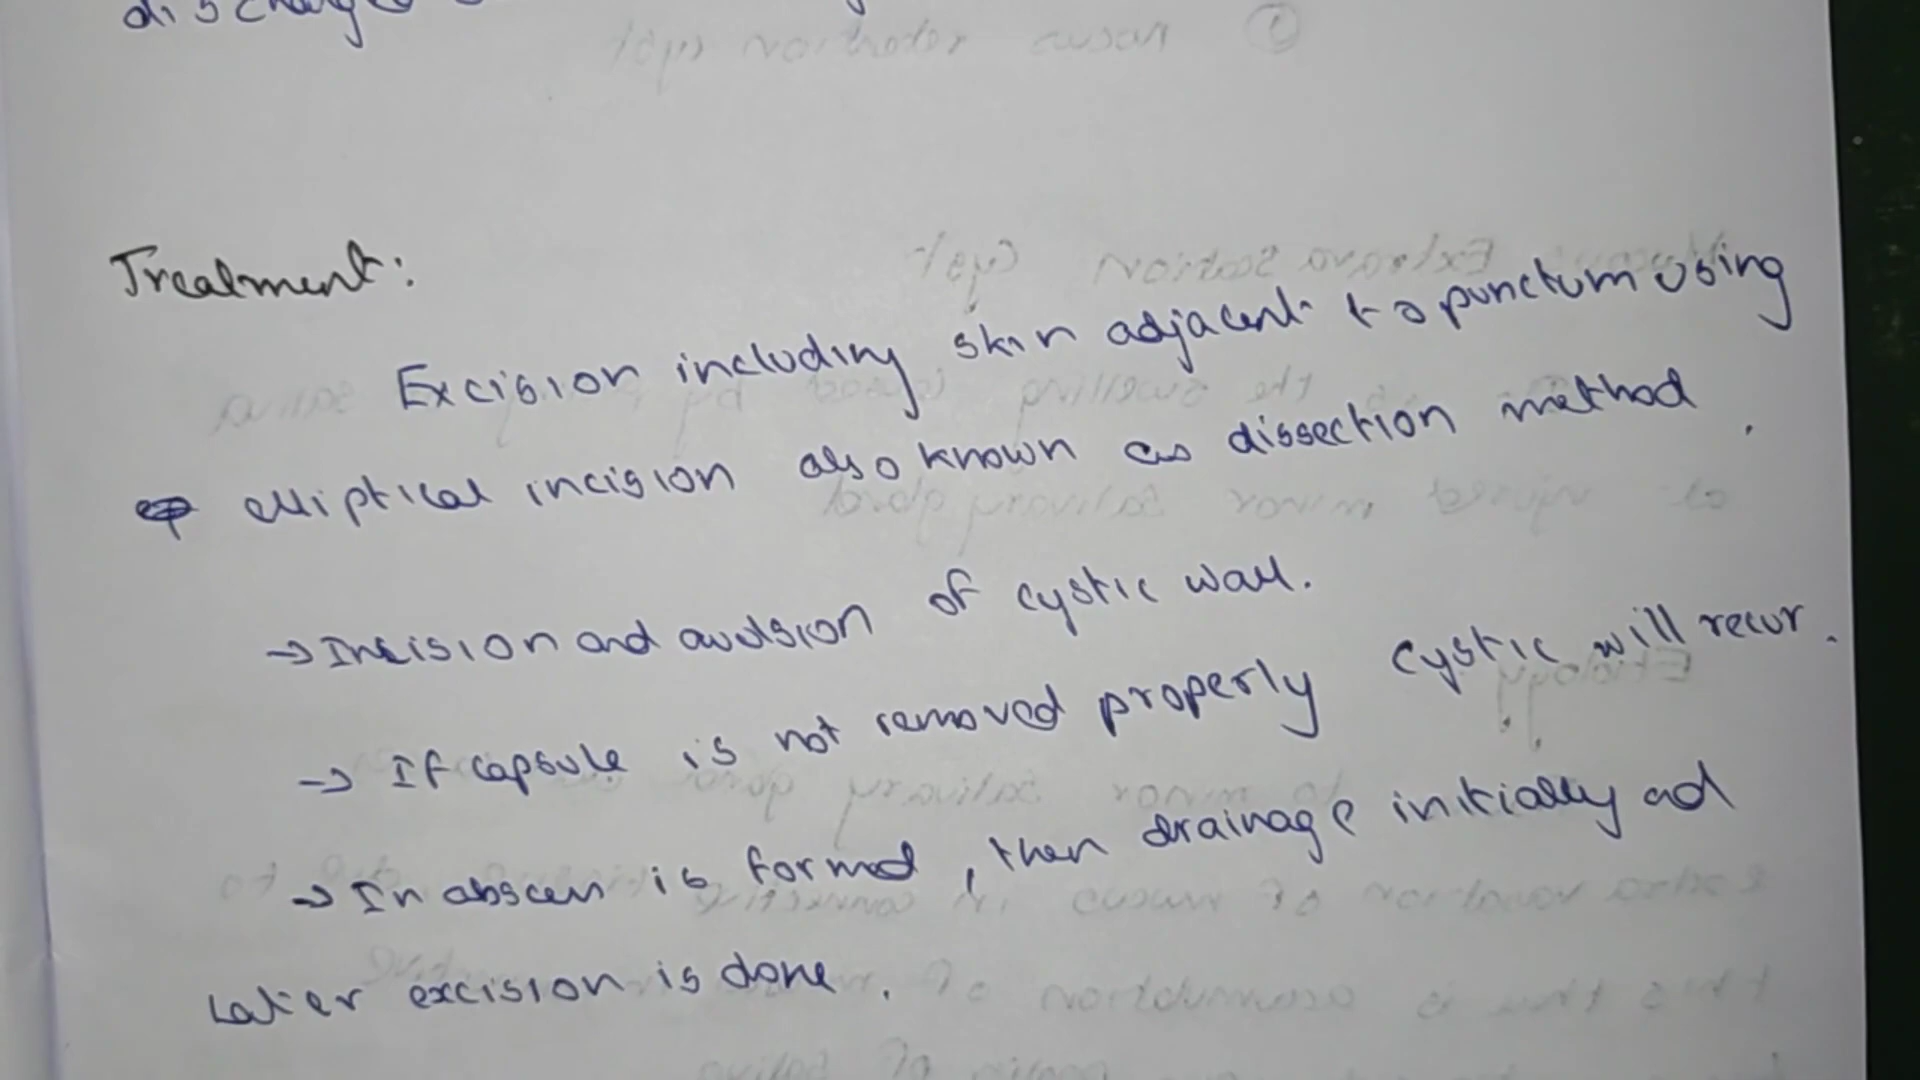 discharge
Treatment:
Excision including skin adjacent to punctum using
elliptical incision also known as dissection method.
→ Incision and avulsion of cystic wall.
→ If capsule is not removed properly cystic will recur.
→ In abscess is formed, then drainage initially ad
Later excision is done.